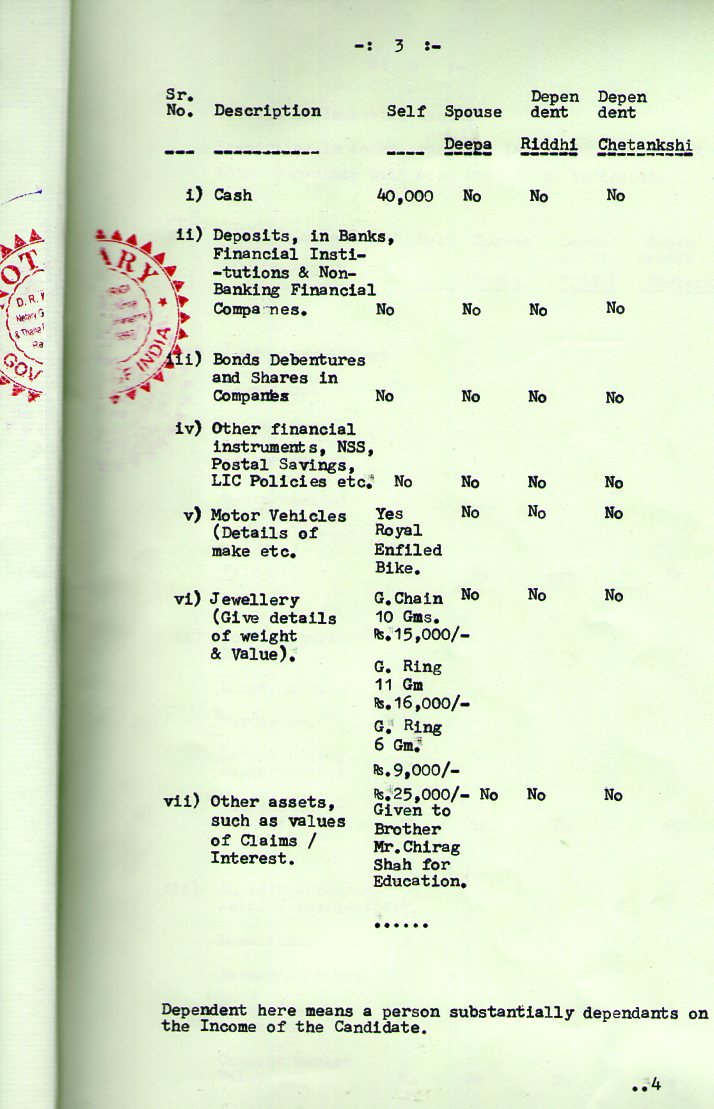 -: 3 :-
Sr. Depen Depen
No. Description Self Spouse dent dent
Deepa Riddhi Chetankshi
--- ----------- ----
i) Cash 40,000 No No No
ii) Deposits, in Banks,
Financial Insti-
-tutions & Non-
Banking Financial
Compa nes. No No No No
iii) Bonds Debentures
and Shares in
Companies No No No No
iv) Other financial
instruments, NSS,
Postal Savings,
LIC Policies etc. No No No No
v) Motor Vehicles Yes No No No
(Details of Royal
make etc. Enfiled
Bike.
vi) Jewellery G.Chain No No No
(Give details 10 Gms.
of weight Rs.15,000/-
& Value).
G. Ring
11 Gm
Rs.16,000/-
G. Ring
6 Gm.
Rs.9,000/-
vii) Other assets, Rs.25,000/- No No No
such as values Given to
of Claims / Brother
Interest. Mr.Chirag
Shah for
Education.
......
Dependent here means a person substantially dependants on
the Income of the Candidate.
..4
NOT
D. R.
GOV
ARY
OF INDIA